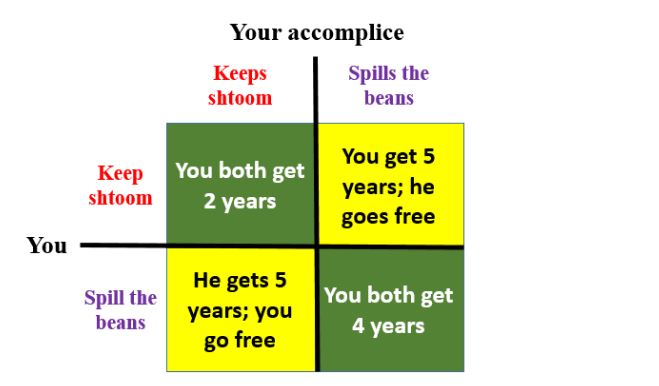 Your accomplice
Keeps
shtoom
Spills the
beans
Keep
shtoom
You both get
2 years
You get 5
years; he
goes free
You
Spill the
beans
He gets 5
years; you
go free
You both get
4 years